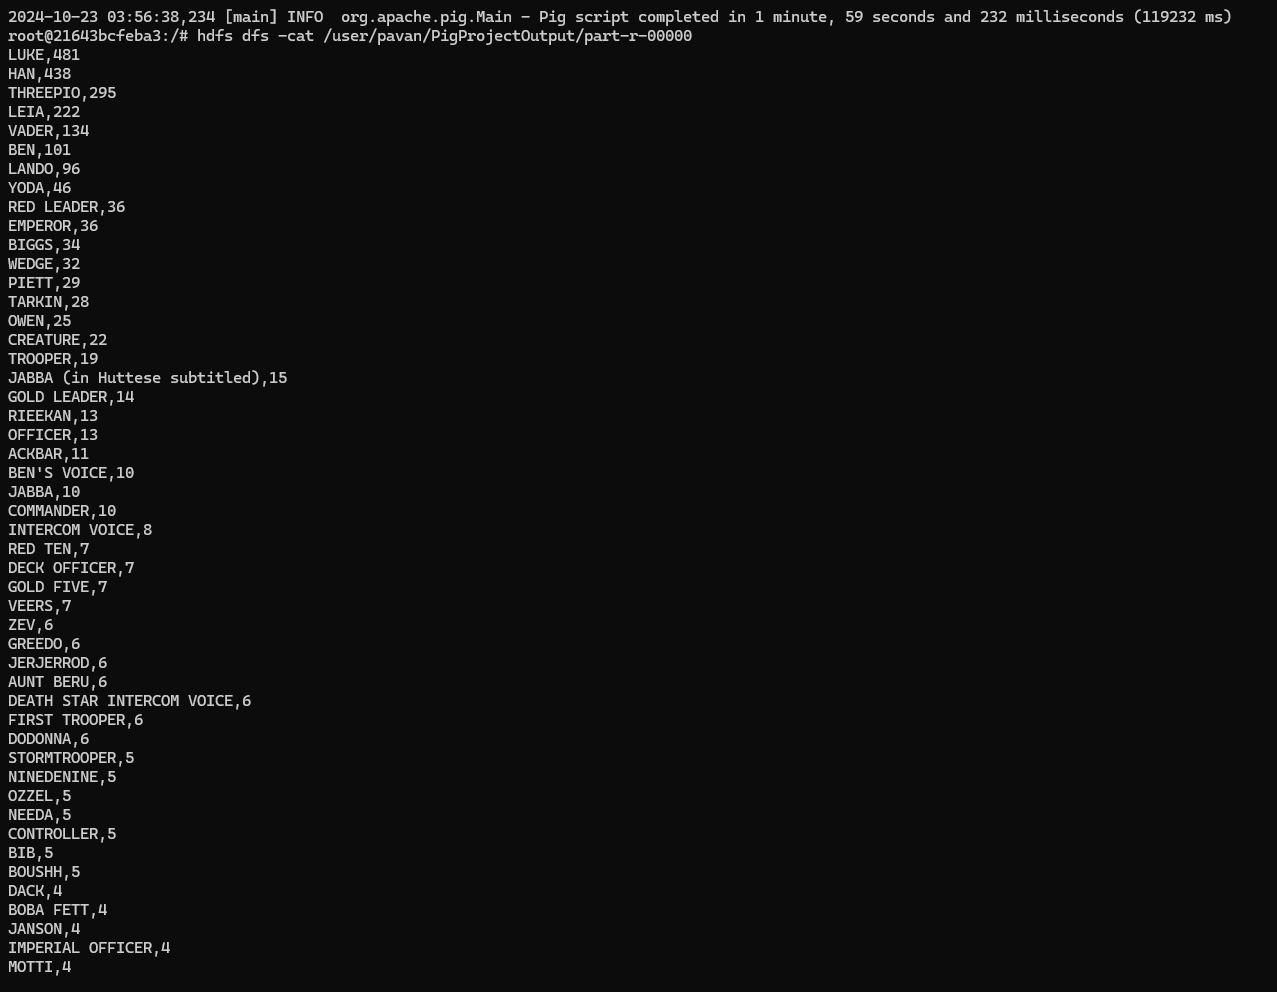 2024-10-23 03:56:38,234 [main] INFO  org.apache.pig.Main - Pig script completed in 1 minute, 59 seconds and 232 milliseconds (119232 ms)
root@21643bcfeba3:/# hdfs dfs -cat /user/pavan/PigProjectOutput/part-r-00000
LUKE,481
HAN,438
THREEPIO,295
LEIA,222
VADER,134
BEN,101
LANDO,96
YODA,46
RED LEADER,36
EMPEROR,36
BIGGS,34
WEDGE,32
PIETT,29
TARKIN,28
OWEN,25
CREATURE,22
TROOPER,19
JABBA (in Huttese subtitled),15
GOLD LEADER,14
RIEEKAN,13
OFFICER,13
ACKBAR,11
BEN'S VOICE,10
JABBA,10
COMMANDER,10
INTERCOM VOICE,8
RED TEN,7
DECK OFFICER,7
GOLD FIVE,7
VEERS,7
ZEV,6
GREEDO,6
JERJERROD,6
AUNT BERU,6
DEATH STAR INTERCOM VOICE,6
FIRST TROOPER,6
DODONNA,6
STORMTROOPER,5
NINEDENINE,5
OZZEL,5
NEEDA,5
CONTROLLER,5
BIB,5
BOUSHH,5
DACK,4
BOBA FETT,4
JANSON,4
IMPERIAL OFFICER,4
MOTTI,4